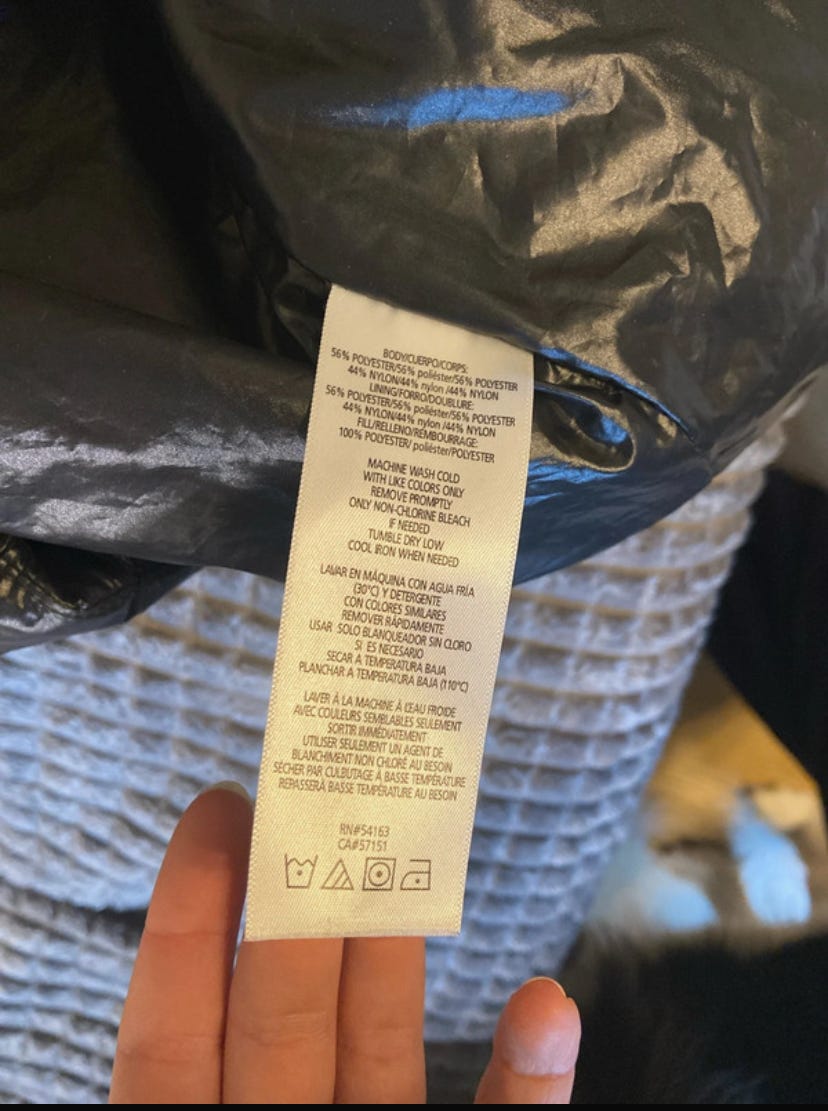 BODY/CUERPO/CORPS:
56% POLYESTER/56% poliéster/56% POLYESTER
44% NYLON/44% nylon /44% NYLON
LINING/FORRO/DOUBLURE:
56% POLYESTER/56% poliéster/56% POLYESTER
44% NYLON/44% nylon /44% NYLON
FILL/RELLENO/REMBOURRAGE:
100% POLYESTER/ poliéster/POLYESTER
MACHINE WASH COLD
WITH LIKE COLORS ONLY
REMOVE PROMPTLY
ONLY NON-CHLORINE BLEACH
IF NEEDED
TUMBLE DRY LOW
COOL IRON WHEN NEEDED
LAVAR EN MÁQUINA CON AGUA FRÍA
(30°C) Y DETERGENTE
CON COLORES SIMILARES
REMOVER RÁPIDAMENTE
USAR SOLO BLANQUEADOR SIN CLORO
SI ES NECESARIO
SECAR A TEMPERATURA BAJA
PLANCHAR A TEMPERATURA BAJA (110°C)
LAVER À LA MACHINE À L'EAU FROIDE
AVEC COULEURS SEMBLABLES SEULEMENT
SORTIR IMMÉDIATEMENT
UTILISER SEULEMENT UN AGENT DE
BLANCHIMENT NON CHLORÉ AU BESOIN
SÉCHER PAR CULBUTAGE À BASSE TEMPÉRATURE
REPASSERÀ BASSE TEMPÉRATURE AU BESOIN
RN#54163
CA#57151